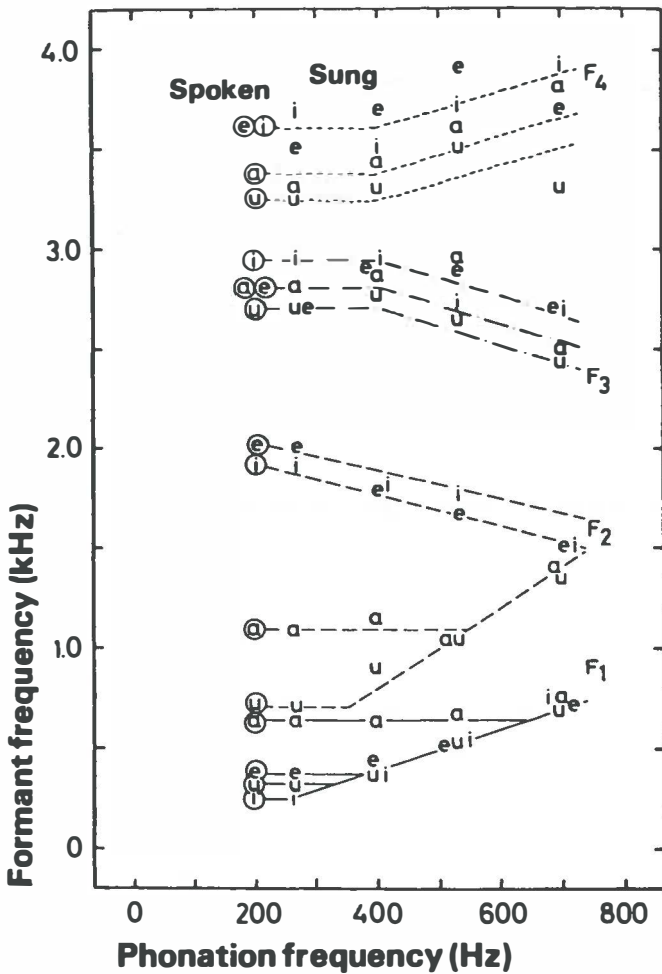 4.0
Spoken Sung
e i i e i e e i i a u F4
e i a a u
a a a u u
u u u
3.0
i i i a e
a e a e a i e i
u u e u u a u F3
2.0
e e
i i e i i e
F2
e i
a u
a a a a u
1.0
u
F1
u u i a u e
a a a a
e e e e u i
u u u i
i i
0
0 200 400 600 800
Formant frequency (kHz)
Phonation frequency (Hz)